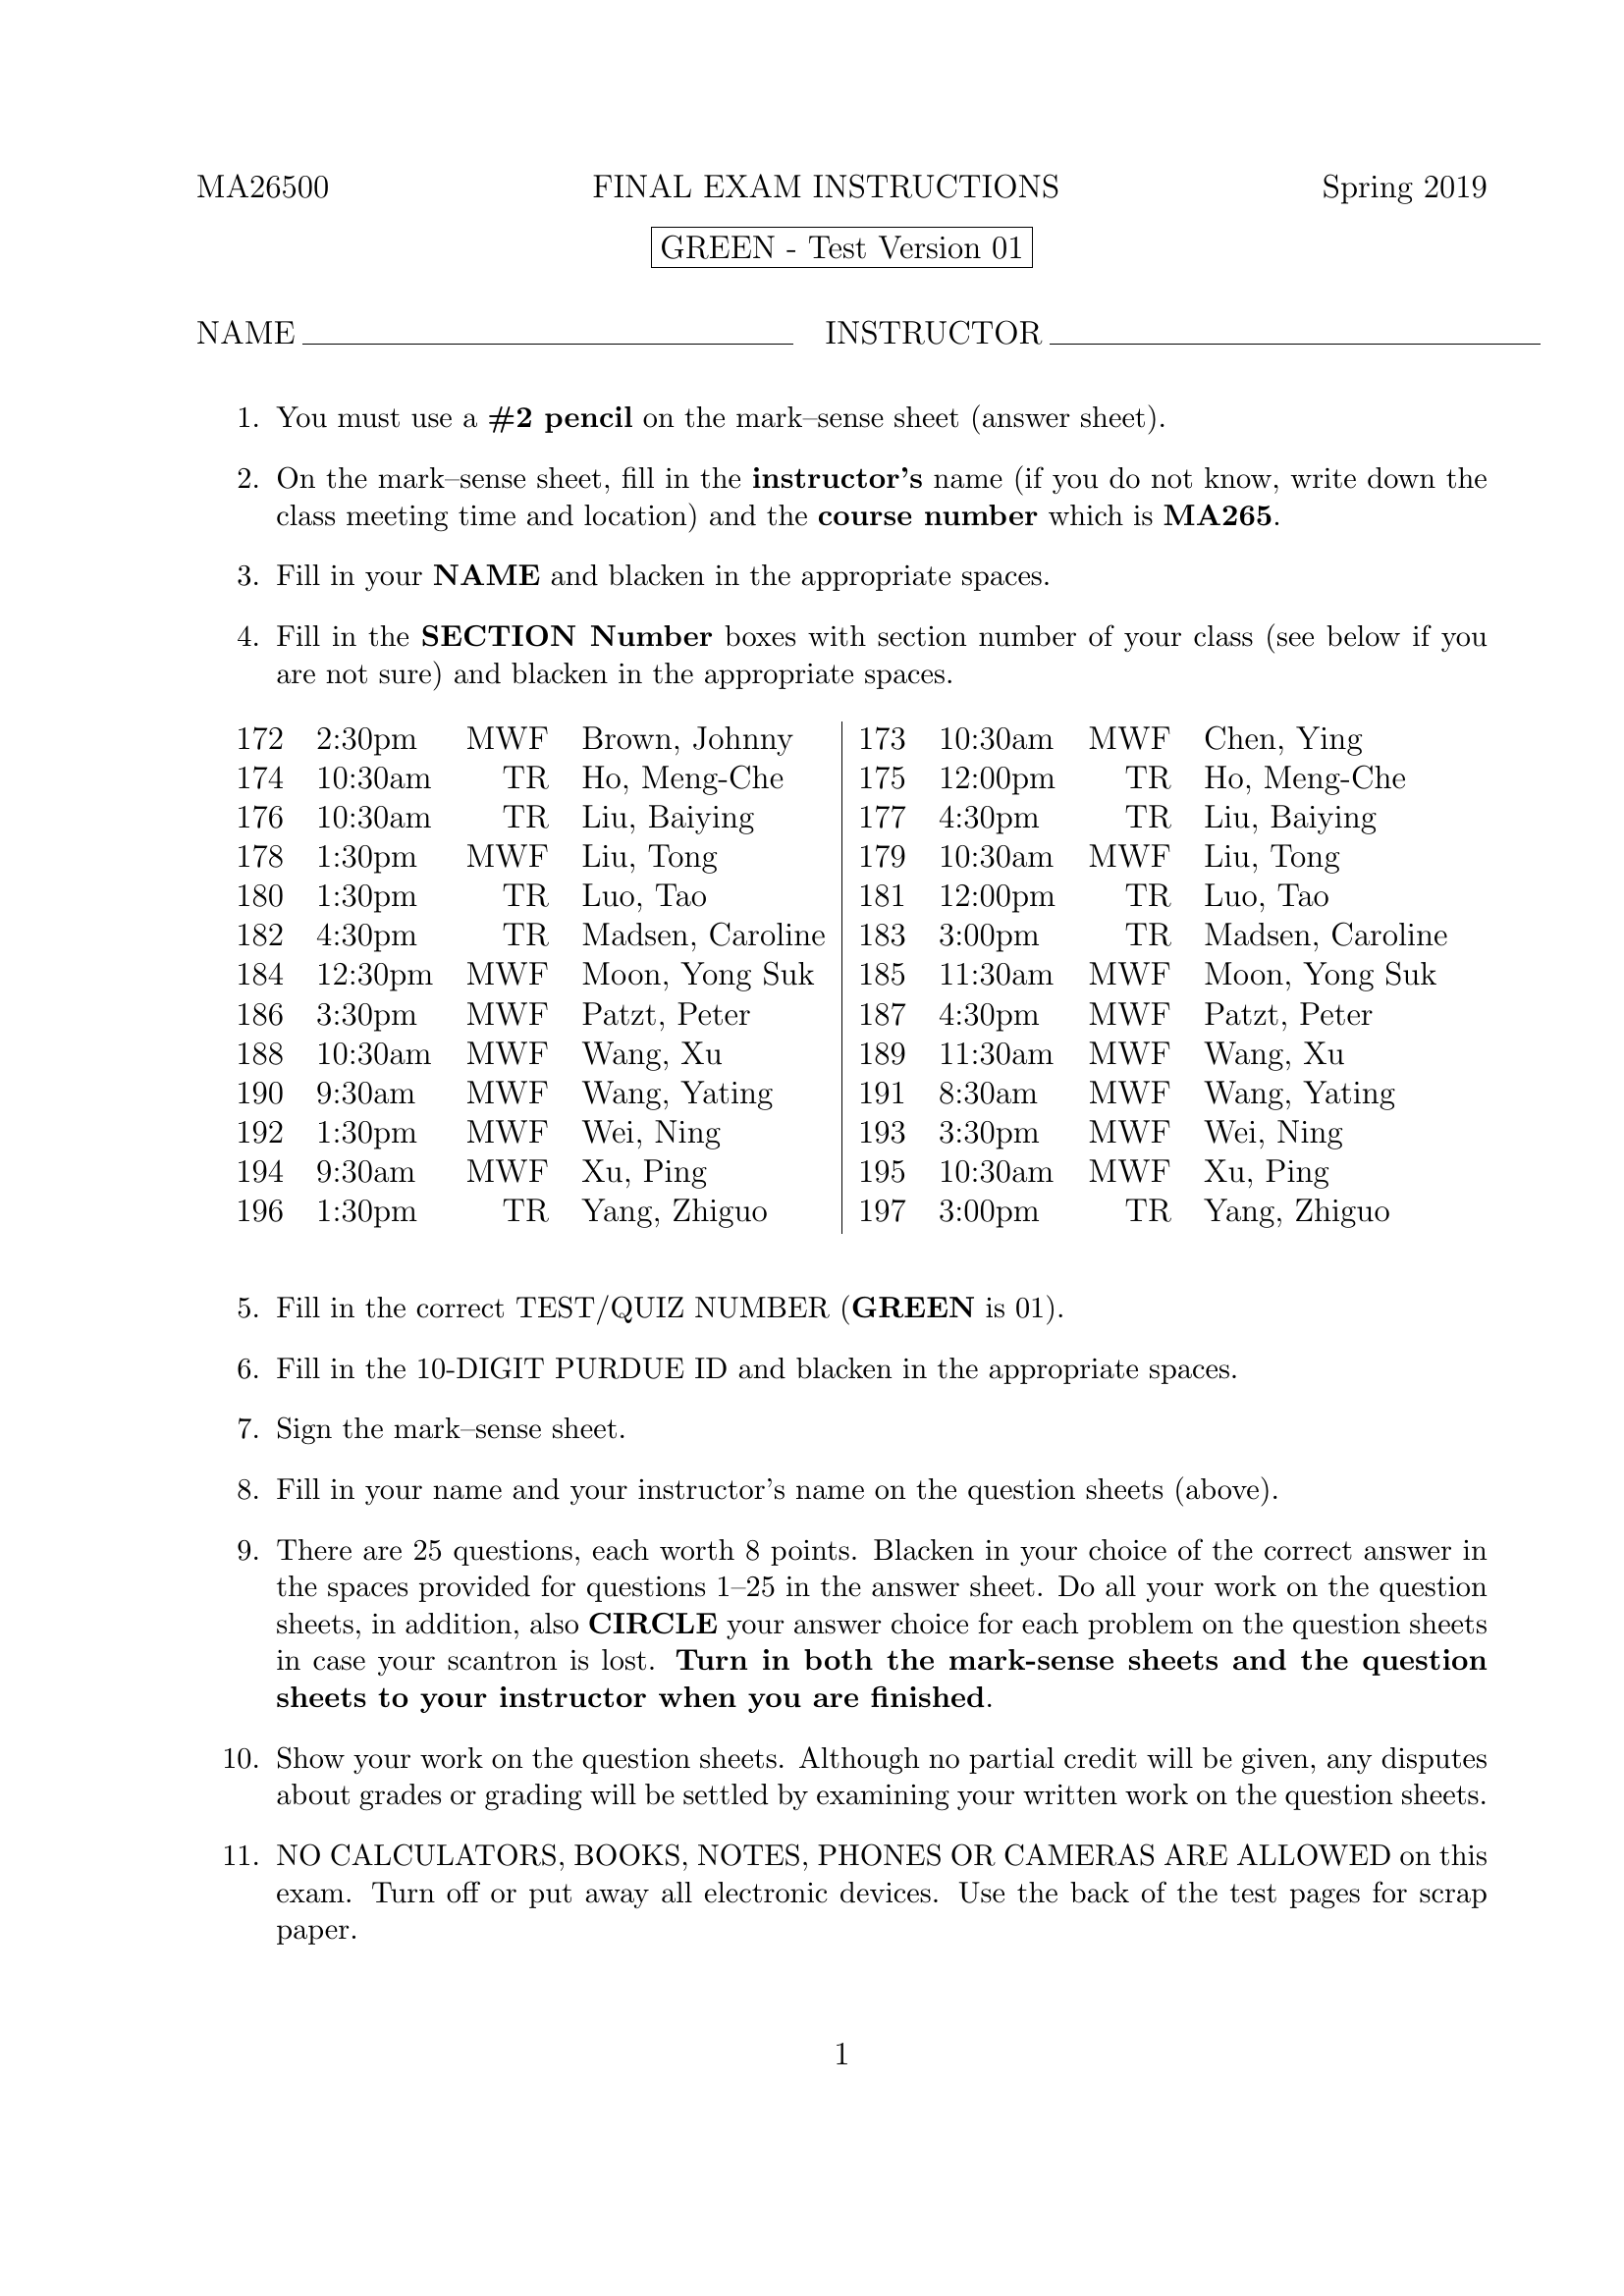 MA26500 FINAL EXAM INSTRUCTIONS Spring 2019
GREEN - Test Version 01
NAME INSTRUCTOR
1. You must use a #2 pencil on the mark–sense sheet (answer sheet).
2. On the mark–sense sheet, fill in the instructor's name (if you do not know, write down the
class meeting time and location) and the course number which is MA265.
3. Fill in your NAME and blacken in the appropriate spaces.
4. Fill in the SECTION Number boxes with section number of your class (see below if you
are not sure) and blacken in the appropriate spaces.
172 2:30pm MWF Brown, Johnny 173 10:30am MWF Chen, Ying
174 10:30am TR Ho, Meng-Che 175 12:00pm TR Ho, Meng-Che
176 10:30am TR Liu, Baiying 177 4:30pm TR Liu, Baiying
178 1:30pm MWF Liu, Tong 179 10:30am MWF Liu, Tong
180 1:30pm TR Luo, Tao 181 12:00pm TR Luo, Tao
182 4:30pm TR Madsen, Caroline 183 3:00pm TR Madsen, Caroline
184 12:30pm MWF Moon, Yong Suk 185 11:30am MWF Moon, Yong Suk
186 3:30pm MWF Patzt, Peter 187 4:30pm MWF Patzt, Peter
188 10:30am MWF Wang, Xu 189 11:30am MWF Wang, Xu
190 9:30am MWF Wang, Yating 191 8:30am MWF Wang, Yating
192 1:30pm MWF Wei, Ning 193 3:30pm MWF Wei, Ning
194 9:30am MWF Xu, Ping 195 10:30am MWF Xu, Ping
196 1:30pm TR Yang, Zhiguo 197 3:00pm TR Yang, Zhiguo
5. Fill in the correct TEST/QUIZ NUMBER (GREEN is 01).
6. Fill in the 10-DIGIT PURDUE ID and blacken in the appropriate spaces.
7. Sign the mark–sense sheet.
8. Fill in your name and your instructor's name on the question sheets (above).
9. There are 25 questions, each worth 8 points. Blacken in your choice of the correct answer in
the spaces provided for questions 1–25 in the answer sheet. Do all your work on the question
sheets, in addition, also CIRCLE your answer choice for each problem on the question sheets
in case your scantron is lost. Turn in both the mark-sense sheets and the question
sheets to your instructor when you are finished.
10. Show your work on the question sheets. Although no partial credit will be given, any disputes
about grades or grading will be settled by examining your written work on the question sheets.
11. NO CALCULATORS, BOOKS, NOTES, PHONES OR CAMERAS ARE ALLOWED on this
exam. Turn off or put away all electronic devices. Use the back of the test pages for scrap
paper.
1